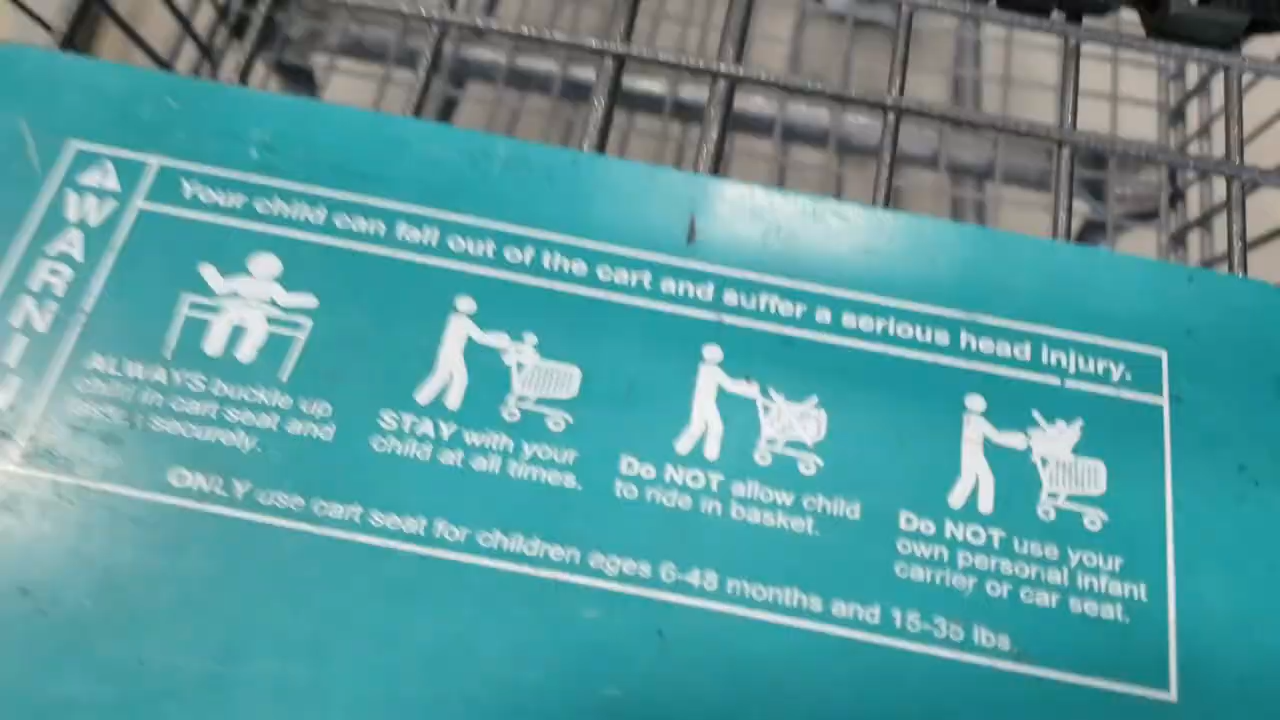 WARNING
Your child can fall out of the cart and suffer a serious head injury.
ALWAYS buckle up
child in cart seat and
securely.
STAY with your
child at all times.
Do NOT allow child
to ride in basket.
Do NOT use your
own personal infant
carrier or car seat.
ONLY use cart seat for children ages 6-48 months and 15-35 lbs.